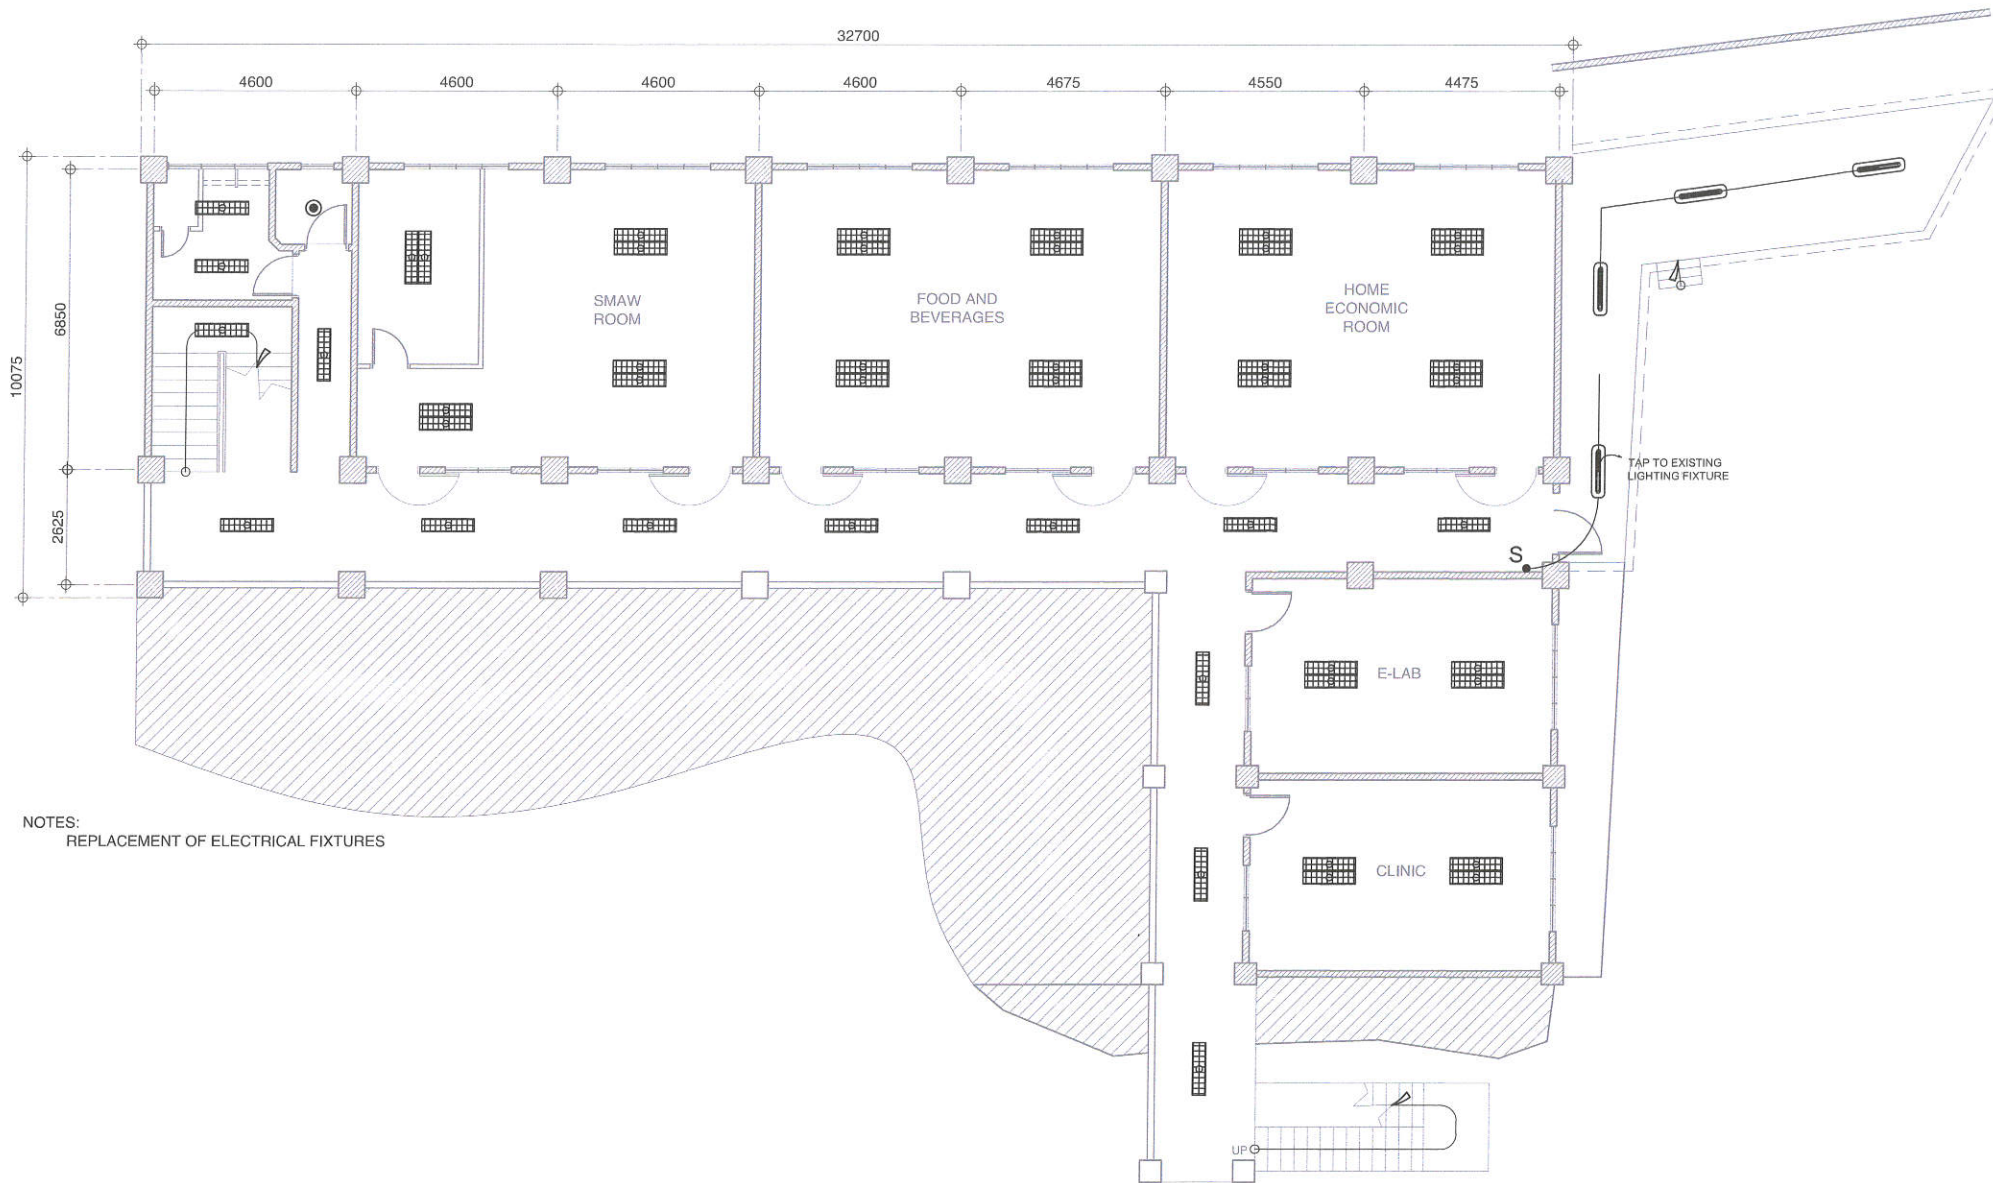 32700
4600
4600
4600
4600
4675
4550
4475
10075
6850
2625
SMAW
ROOM
FOOD AND
BEVERAGES
HOME
ECONOMIC
ROOM
TAP TO EXISTING
LIGHTING FIXTURE
S
E-LAB
CLINIC
NOTES:
REPLACEMENT OF ELECTRICAL FIXTURES
UP